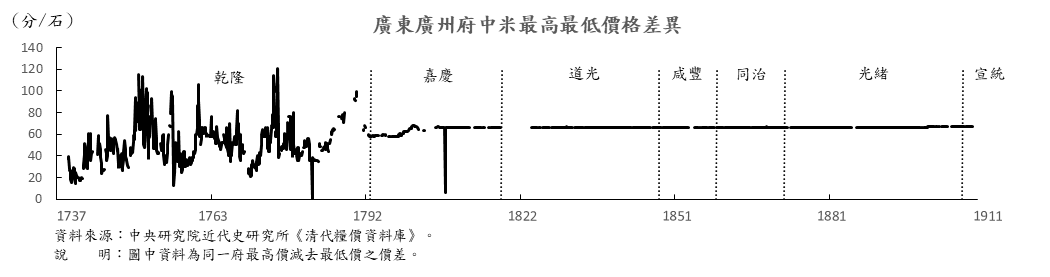 （分/石）
廣東廣州府中米最高最低價格差異
140
120
100
80
60
40
20
0
乾隆 嘉慶 道光 咸豐 同治 光緒 宣統
1737 1763 1792 1822 1851 1881 1911
資料來源：中央研究院近代史研究所《清代糧價資料庫》。
說　　明：圖中資料為同一府最高價減去最低價之價差。